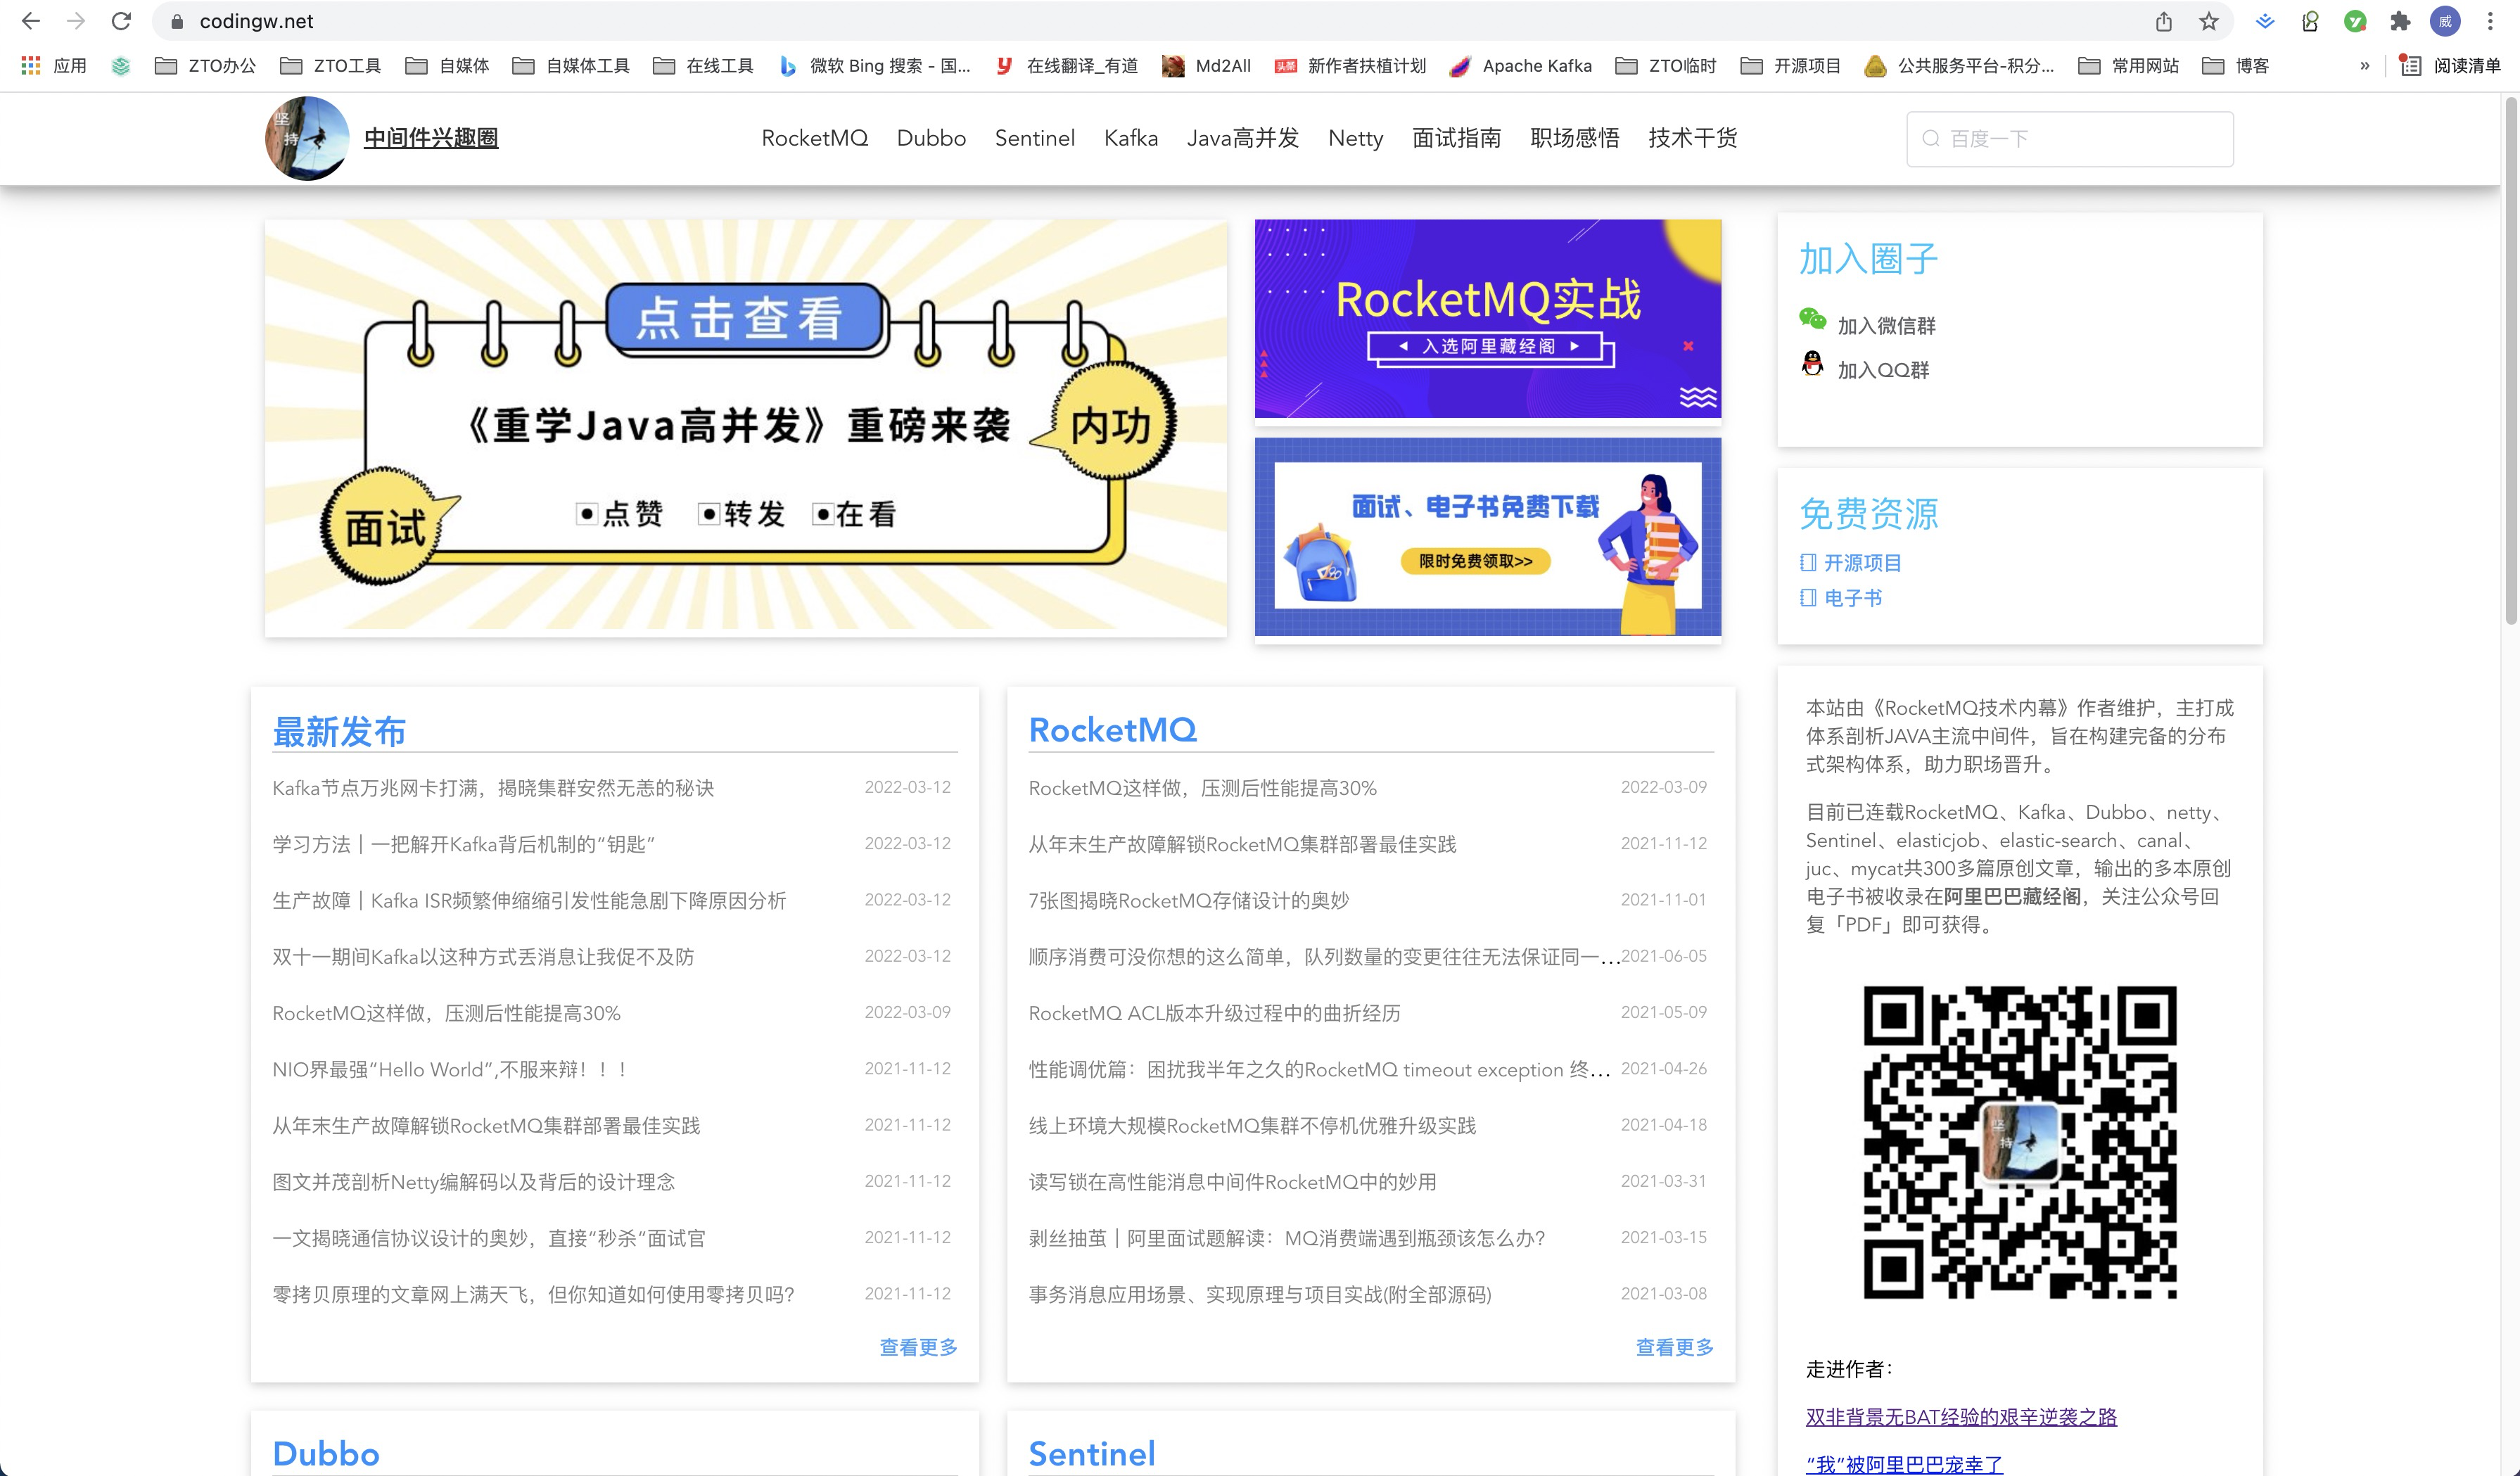 codingw.net
威
应用
ZTO办公
ZTO工具
自媒体
自媒体工具
在线工具
微软 Bing 搜索 - 国...
在线翻译_有道
Md2All
头禁
新作者扶植计划
Apache Kafka
ZTO临时
开源项目
公共服务平台-积分...
常用网站
博客
»
阅读清单
坚持
中间件兴趣圈
RocketMQ
Dubbo
Sentinel
Kafka
Java高并发
Netty
面试指南
职场感悟
技术干货
百度一下
点击查看
《重学Java高并发》重磅来袭
内功
面试
点赞 转发 在看
RocketMQ实战
入选阿里藏经阁
面试、电子书免费下载
限时免费领取>>
加入圈子
加入微信群
加入QQ群
免费资源
开源项目
电子书
最新发布
Kafka节点万兆网卡打满，揭晓集群安然无恙的秘诀 2022-03-12
学习方法 | 一把解开Kafka背后机制的“钥匙” 2022-03-12
生产故障 | Kafka ISR频繁伸缩缩引发性能急剧下降原因分析 2022-03-12
双十一期间Kafka以这种方式丢消息让我促不及防 2022-03-12
RocketMQ这样做，压测后性能提高30% 2022-03-09
NIO界最强“Hello World”,不服来辩！！！ 2021-11-12
从年末生产故障解锁RocketMQ集群部署最佳实践 2021-11-12
图文并茂剖析Netty编解码以及背后的设计理念 2021-11-12
一文揭晓通信协议设计的奥妙，直接“秒杀”面试官 2021-11-12
零拷贝原理的文章网上满天飞，但你知道如何使用零拷贝吗? 2021-11-12
查看更多
RocketMQ
RocketMQ这样做，压测后性能提高30% 2022-03-09
从年末生产故障解锁RocketMQ集群部署最佳实践 2021-11-12
7张图揭晓RocketMQ存储设计的奥妙 2021-11-01
顺序消费可没你想的这么简单，队列数量的变更往往无法保证同一... 2021-06-05
RocketMQ ACL版本升级过程中的曲折经历 2021-05-09
性能调优篇：困扰我半年之久的RocketMQ timeout exception 终... 2021-04-26
线上环境大规模RocketMQ集群不停机优雅升级实践 2021-04-18
读写锁在高性能消息中间件RocketMQ中的妙用 2021-03-31
剥丝抽茧 | 阿里面试题解读：MQ消费端遇到瓶颈该怎么办? 2021-03-15
事务消息应用场景、实现原理与项目实战(附全部源码) 2021-03-08
查看更多
本站由《RocketMQ技术内幕》作者维护，主打成
体系剖析JAVA主流中间件，旨在构建完备的分布
式架构体系，助力职场晋升。
目前已连载RocketMQ、Kafka、Dubbo、netty、
Sentinel、elasticjob、elastic-search、canal、
juc、mycat共300多篇原创文章，输出的多本原创
电子书被收录在阿里巴巴藏经阁，关注公众号回
复「PDF」即可获得。
坚持
走进作者：
双非背景无BAT经验的艰辛逆袭之路
“我”被阿里巴巴宠幸了
Dubbo
Sentinel